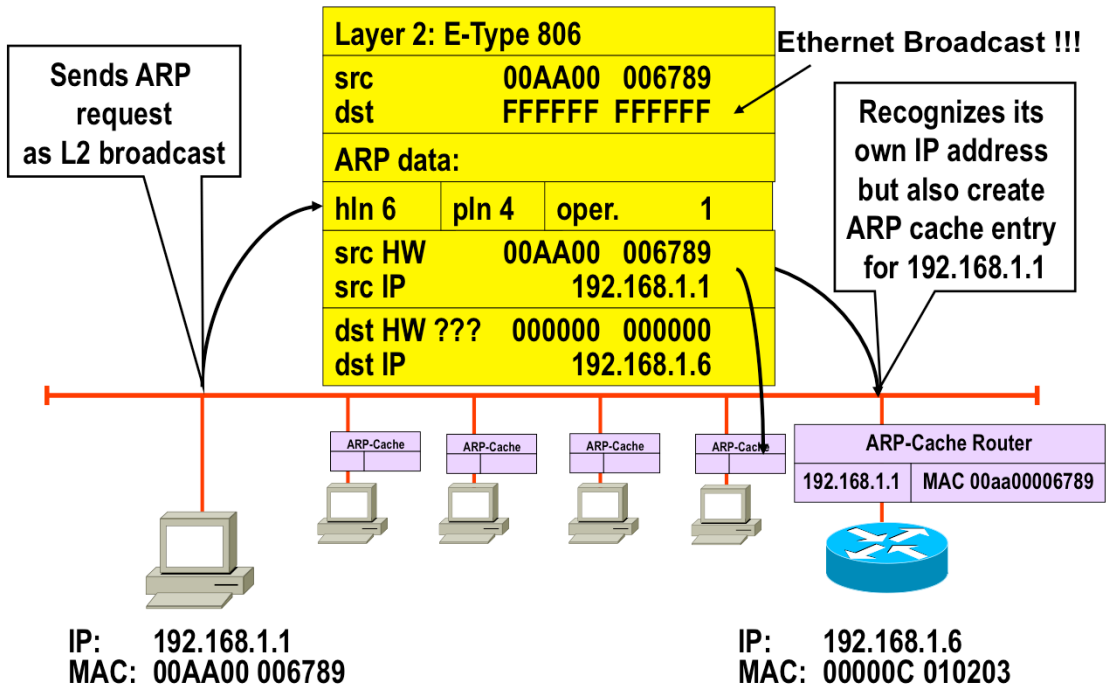 Sends ARP
request
as L2 broadcast
Layer 2: E-Type 806
src 00AA00 006789
dst FFFFFF FFFFFF
ARP data:
hln 6 pln 4 oper. 1
src HW 00AA00 006789
src IP 192.168.1.1
dst HW ??? 000000 000000
dst IP 192.168.1.6
Ethernet Broadcast !!!
Recognizes its
own IP address
but also create
ARP cache entry
for 192.168.1.1
ARP-Cache
ARP-Cache
ARP-Cache
ARP-Cache
ARP-Cache Router
192.168.1.1 MAC 00aa00006789
IP: 192.168.1.1
MAC: 00AA00 006789
IP: 192.168.1.6
MAC: 00000C 010203